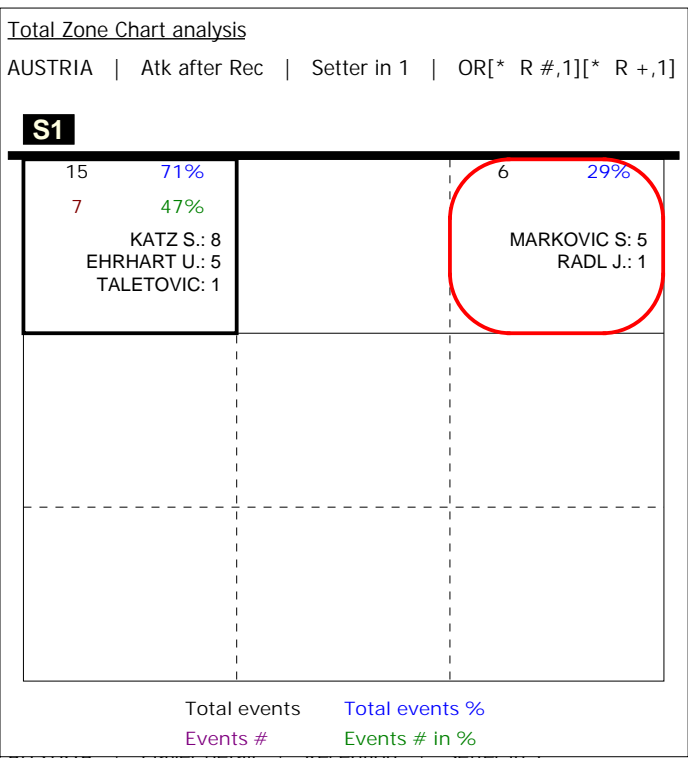 Total Zone Chart analysis
AUSTRIA | Atk after Rec | Setter in 1 | OR[* R #,1][* R +,1]
S1
15 71% 6 29%
7 47%
KATZ S.: 8 MARKOVIC S: 5
EHRHART U.: 5 RADL J.: 1
TALETOVIC: 1
Total events Total events %
Events # Events # in %